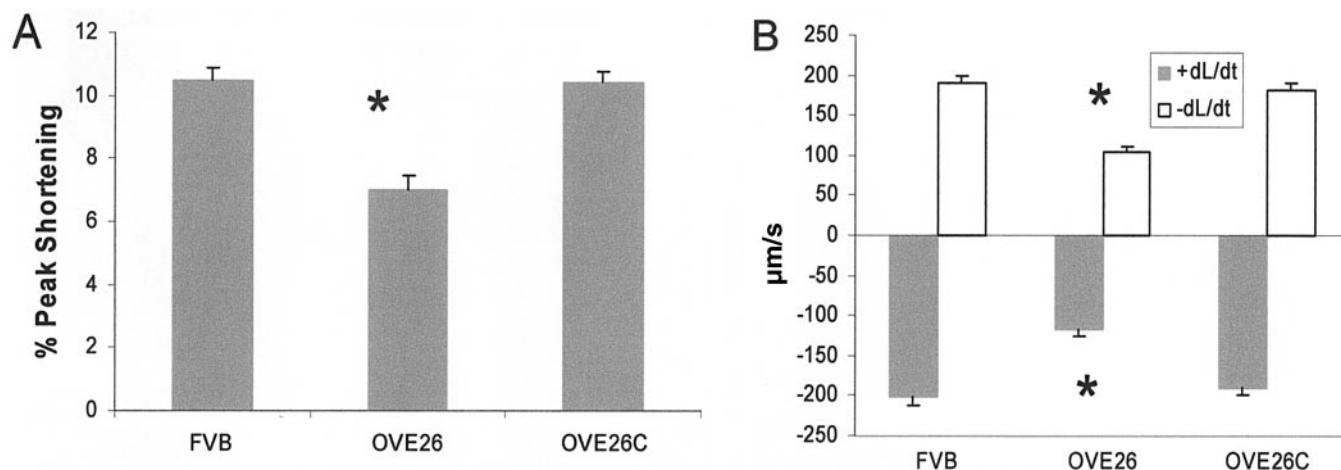 A
% Peak Shortening
12
10
8
6
4
2
0
*
FVB
OVE26
OVE26C
B
µm/s
250
200
150
100
50
0
-50
-100
-150
-200
-250
+dL/dt
-dL/dt
*
*
FVB
OVE26
OVE26C